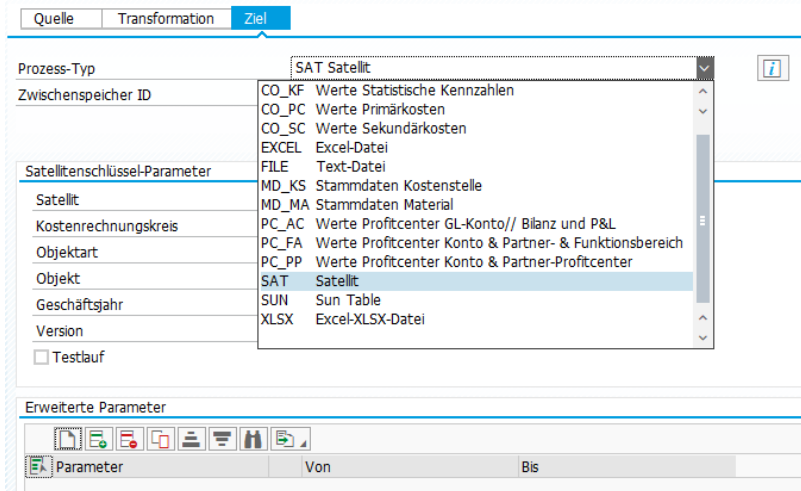 Quelle Transformation Ziel
Prozess-Typ SAT Satellit
Zwischenspeicher ID
CO_KF Werte Statistische Kennzahlen
CO_PC Werte Primärkosten
CO_SC Werte Sekundärkosten
EXCEL Excel-Datei
FILE Text-Datei
MD_KS Stammdaten Kostenstelle
MD_MA Stammdaten Material
PC_AC Werte Profitcenter GL-Konto// Bilanz und P&L
PC_FA Werte Profitcenter Konto & Partner- & Funktionsbereich
PC_PP Werte Profitcenter Konto & Partner-Profitcenter
SAT Satellit
SUN Sun Table
XLSX Excel-XLSX-Datei
Satellitenschlüssel-Parameter
Satellit
Kostenrechnungskreis
Objektart
Objekt
Geschäftsjahr
Version
Testlauf
Erweiterte Parameter
Parameter Von Bis